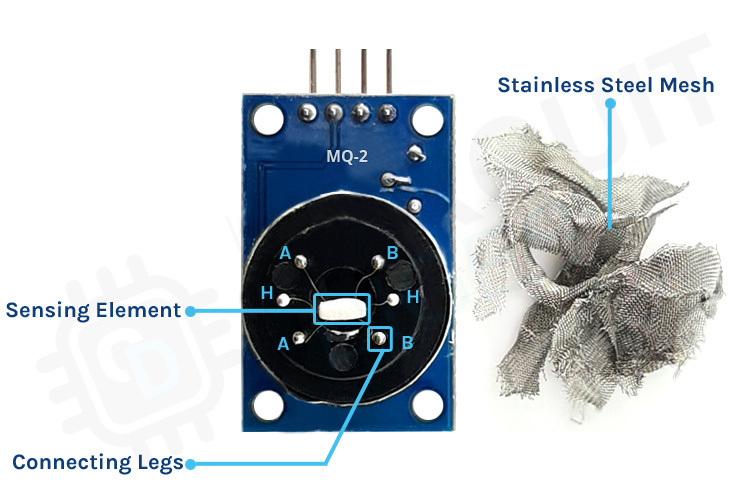 Stainless Steel Mesh
MQ-2
A B
H H
Sensing Element
A B
Connecting Legs